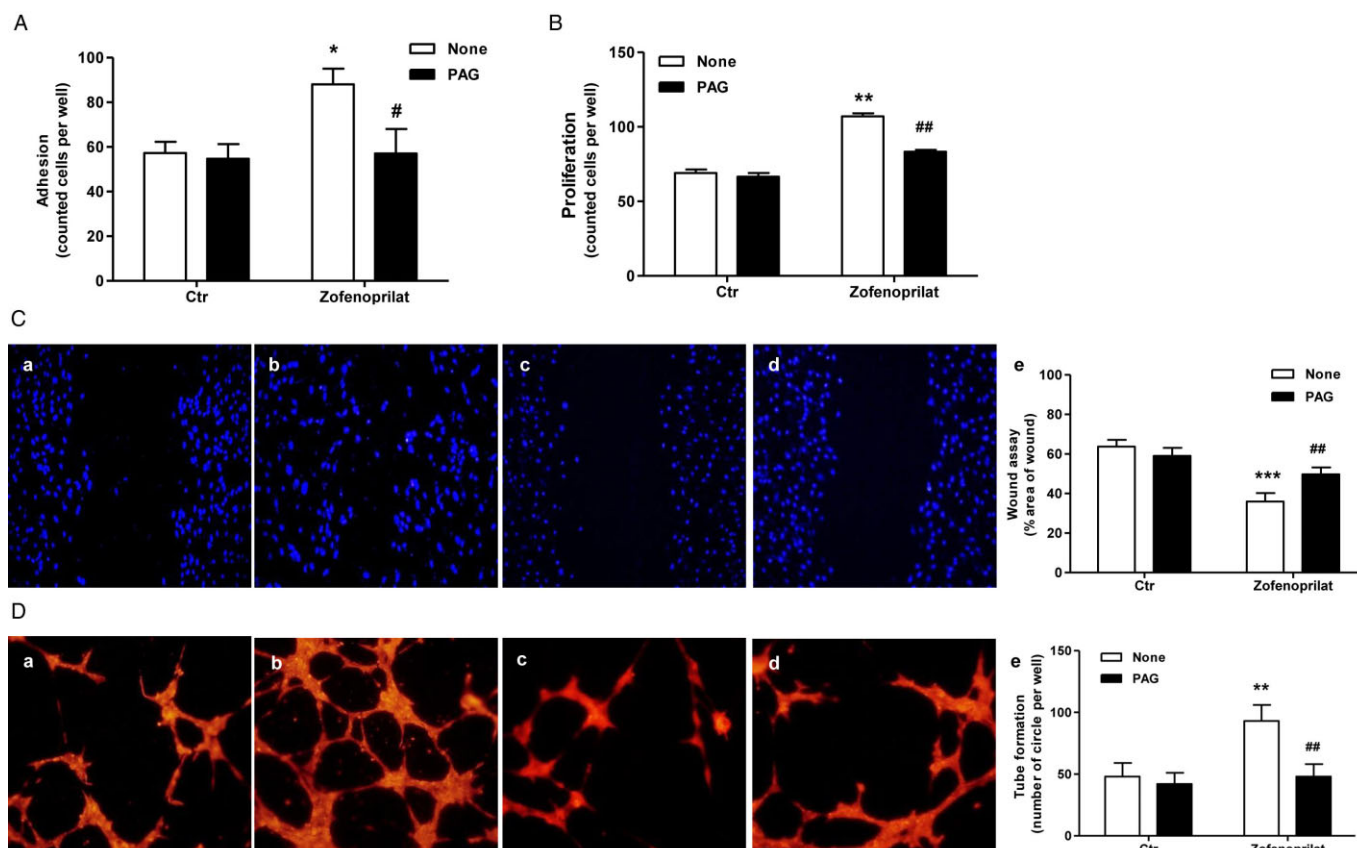 A
Adhesion
(counted cells per well)
100
80
60
40
20
0
*
#
None
PAG
Ctr
Zofenoprilat
B
Proliferation
(counted cells per well)
150
100
50
0
None
PAG
**
##
Ctr
Zofenoprilat
C
a
b
c
d
e
Wound assay
(% area of wound)
100
80
60
40
20
0
None
PAG
***
##
Ctr
Zofenoprilat
D
a
b
c
d
e
Tube formation
(number of circle per well)
150
100
50
0
None
PAG
**
##
Ctr
Zofenoprilat